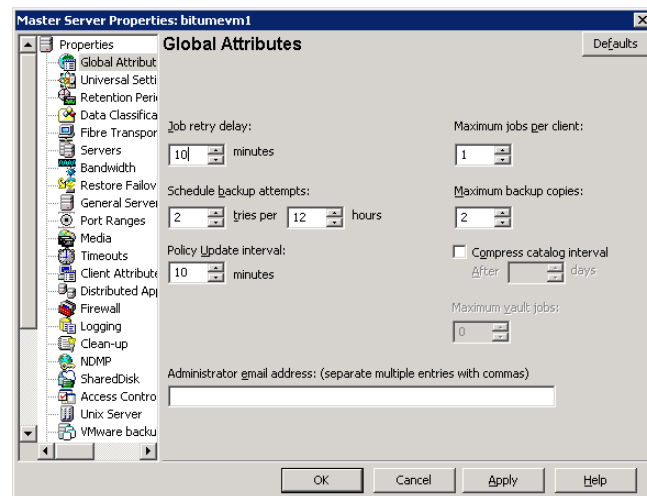 Master Server Properties: bitumevm1
Properties
Global Attribut
Universal Setti
Retention Peri
Data Classifica
Fibre Transpor
Servers
Bandwidth
Restore Failov
General Server
Port Ranges
Media
Timeouts
Client Attribute
Distributed App
Firewall
Logging
Clean-up
NDMP
SharedDisk
Access Contro
Unix Server
VMware backu
Global Attributes
Defaults
Job retry delay:
10 minutes
Maximum jobs per client:
1
Schedule backup attempts:
2 tries per 12 hours
Maximum backup copies:
2
Policy Update interval:
10 minutes
Compress catalog interval
After days
Maximum vault jobs:
0
Administrator email address: (separate multiple entries with commas)
OK Cancel Apply Help